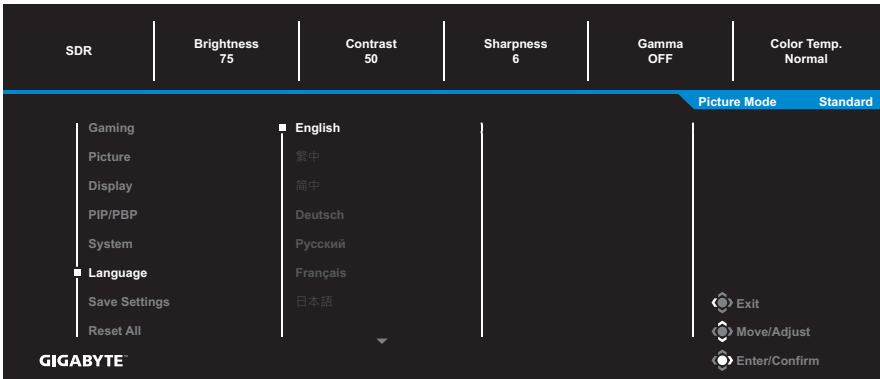 SDR
Brightness
75
Contrast
50
Sharpness
6
Gamma
OFF
Color Temp.
Normal
Picture Mode Standard
Gaming
Picture
Display
PIP/PBP
System
Language
Save Settings
Reset All
English
繁中
簡中
Deutsch
Русский
Français
日本語
Exit
Move/Adjust
Enter/Confirm
GIGABYTE™